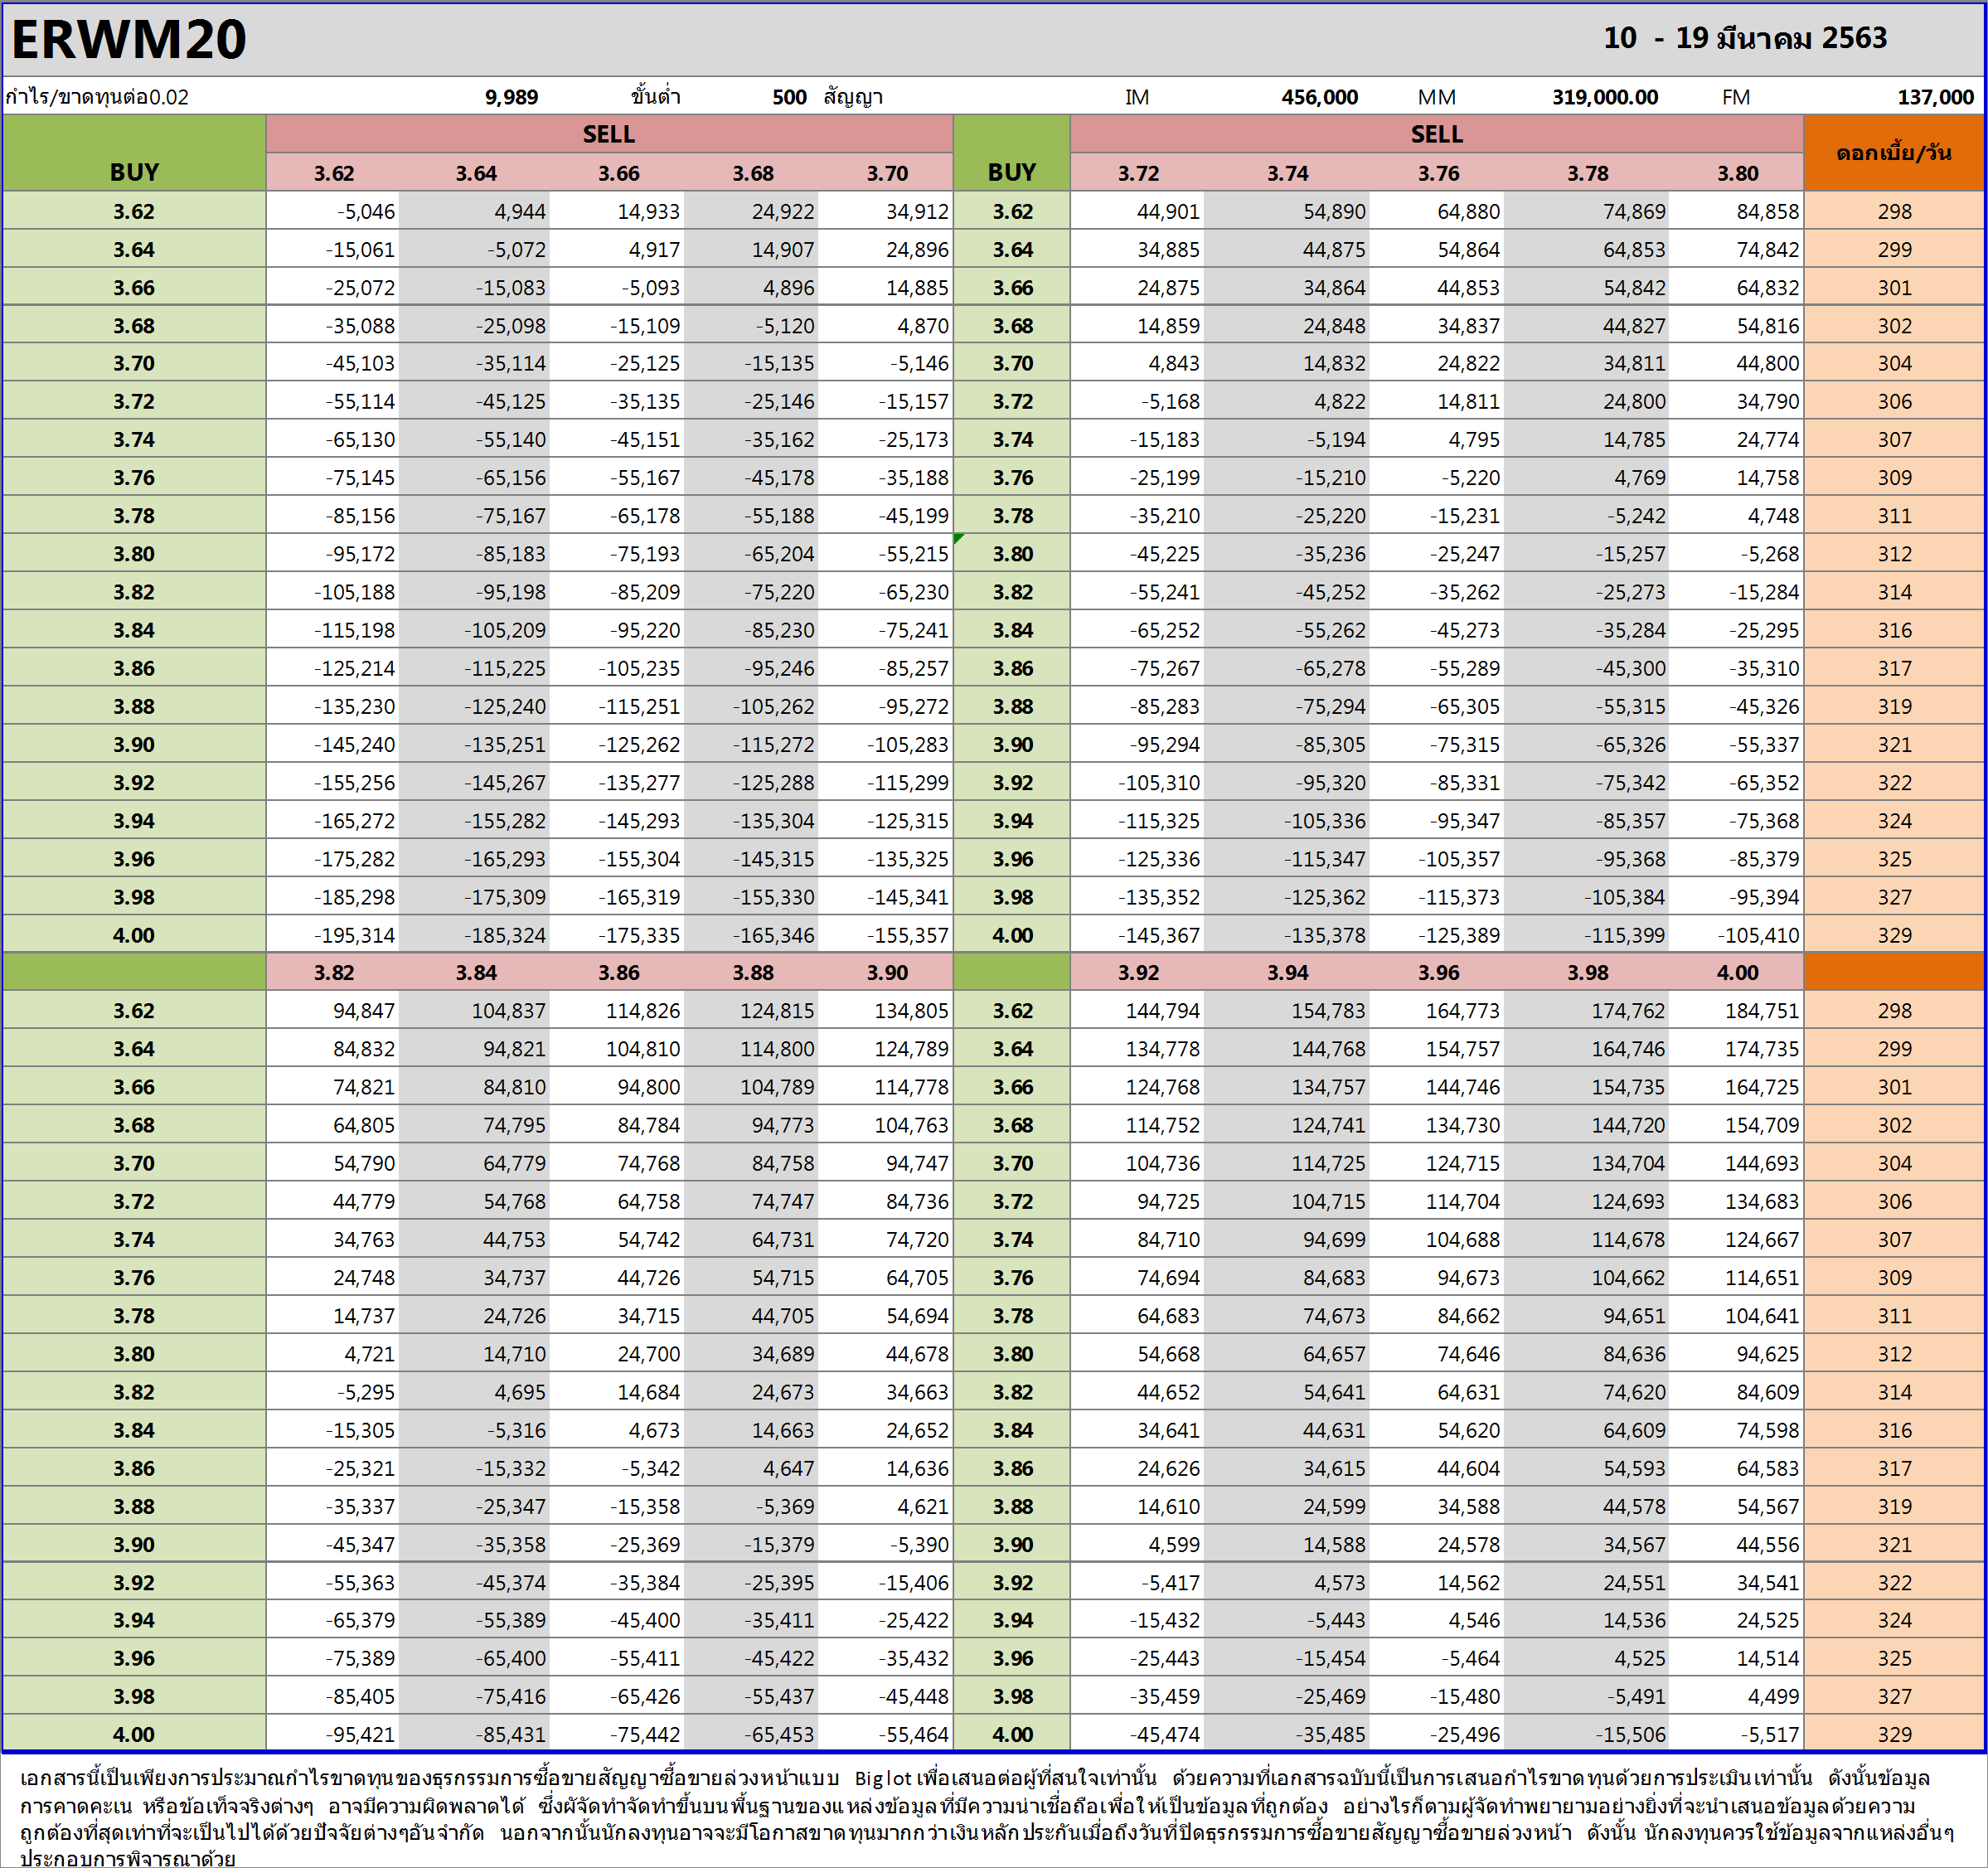 ERWM20 10 - 19 มีนาคม 2563
กำไร/ขาดทุนต่อ0.02 9,989 ขั้นต่ำ 500 สัญญา IM 456,000 MM 319,000.00 FM 137,000
SELL SELL
BUY 3.62 3.64 3.66 3.68 3.70 BUY 3.72 3.74 3.76 3.78 3.80 ดอกเบี้ย/วัน
3.62 -5,046 4,944 14,933 24,922 34,912 3.62 44,901 54,890 64,880 74,869 84,858 298
3.64 -15,061 -5,072 4,917 14,907 24,896 3.64 34,885 44,875 54,864 64,853 74,842 299
3.66 -25,072 -15,083 -5,093 4,896 14,885 3.66 24,875 34,864 44,853 54,842 64,832 301
3.68 -35,088 -25,098 -15,109 -5,120 4,870 3.68 14,859 24,848 34,837 44,827 54,816 302
3.70 -45,103 -35,114 -25,125 -15,135 -5,146 3.70 4,843 14,832 24,822 34,811 44,800 304
3.72 -55,114 -45,125 -35,135 -25,146 -15,157 3.72 -5,168 4,822 14,811 24,800 34,790 306
3.74 -65,130 -55,140 -45,151 -35,162 -25,173 3.74 -15,183 -5,194 4,795 14,785 24,774 307
3.76 -75,145 -65,156 -55,167 -45,178 -35,188 3.76 -25,199 -15,210 -5,220 4,769 14,758 309
3.78 -85,156 -75,167 -65,178 -55,188 -45,199 3.78 -35,210 -25,220 -15,231 -5,242 4,748 311
3.80 -95,172 -85,183 -75,193 -65,204 -55,215 3.80 -45,225 -35,236 -25,247 -15,257 -5,268 312
3.82 -105,188 -95,198 -85,209 -75,220 -65,230 3.82 -55,241 -45,252 -35,262 -25,273 -15,284 314
3.84 -115,198 -105,209 -95,220 -85,230 -75,241 3.84 -65,252 -55,262 -45,273 -35,284 -25,295 316
3.86 -125,214 -115,225 -105,235 -95,246 -85,257 3.86 -75,267 -65,278 -55,289 -45,300 -35,310 317
3.88 -135,230 -125,240 -115,251 -105,262 -95,272 3.88 -85,283 -75,294 -65,305 -55,315 -45,326 319
3.90 -145,240 -135,251 -125,262 -115,272 -105,283 3.90 -95,294 -85,305 -75,315 -65,326 -55,337 321
3.92 -155,256 -145,267 -135,277 -125,288 -115,299 3.92 -105,310 -95,320 -85,331 -75,342 -65,352 322
3.94 -165,272 -155,282 -145,293 -135,304 -125,315 3.94 -115,325 -105,336 -95,347 -85,357 -75,368 324
3.96 -175,282 -165,293 -155,304 -145,315 -135,325 3.96 -125,336 -115,347 -105,357 -95,368 -85,379 325
3.98 -185,298 -175,309 -165,319 -155,330 -145,341 3.98 -135,352 -125,362 -115,373 -105,384 -95,394 327
4.00 -195,314 -185,324 -175,335 -165,346 -155,357 4.00 -145,367 -135,378 -125,389 -115,399 -105,410 329
3.82 3.84 3.86 3.88 3.90 3.92 3.94 3.96 3.98 4.00
3.62 94,847 104,837 114,826 124,815 134,805 3.62 144,794 154,783 164,773 174,762 184,751 298
3.64 84,832 94,821 104,810 114,800 124,789 3.64 134,778 144,768 154,757 164,746 174,735 299
3.66 74,821 84,810 94,800 104,789 114,778 3.66 124,768 134,757 144,746 154,735 164,725 301
3.68 64,805 74,795 84,784 94,773 104,763 3.68 114,752 124,741 134,730 144,720 154,709 302
3.70 54,790 64,779 74,768 84,758 94,747 3.70 104,736 114,725 124,715 134,704 144,693 304
3.72 44,779 54,768 64,758 74,747 84,736 3.72 94,725 104,715 114,704 124,693 134,683 306
3.74 34,763 44,753 54,742 64,731 74,720 3.74 84,710 94,699 104,688 114,678 124,667 307
3.76 24,748 34,737 44,726 54,715 64,705 3.76 74,694 84,683 94,673 104,662 114,651 309
3.78 14,737 24,726 34,715 44,705 54,694 3.78 64,683 74,673 84,662 94,651 104,641 311
3.80 4,721 14,710 24,700 34,689 44,678 3.80 54,668 64,657 74,646 84,636 94,625 312
3.82 -5,295 4,695 14,684 24,673 34,663 3.82 44,652 54,641 64,631 74,620 84,609 314
3.84 -15,305 -5,316 4,673 14,663 24,652 3.84 34,641 44,631 54,620 64,609 74,598 316
3.86 -25,321 -15,332 -5,342 4,647 14,636 3.86 24,626 34,615 44,604 54,593 64,583 317
3.88 -35,337 -25,347 -15,358 -5,369 4,621 3.88 14,610 24,599 34,588 44,578 54,567 319
3.90 -45,347 -35,358 -25,369 -15,379 -5,390 3.90 4,599 14,588 24,578 34,567 44,556 321
3.92 -55,363 -45,374 -35,384 -25,395 -15,406 3.92 -5,417 4,573 14,562 24,551 34,541 322
3.94 -65,379 -55,389 -45,400 -35,411 -25,422 3.94 -15,432 -5,443 4,546 14,536 24,525 324
3.96 -75,389 -65,400 -55,411 -45,422 -35,432 3.96 -25,443 -15,454 -5,464 4,525 14,514 325
3.98 -85,405 -75,416 -65,426 -55,437 -45,448 3.98 -35,459 -25,469 -15,480 -5,491 4,499 327
4.00 -95,421 -85,431 -75,442 -65,453 -55,464 4.00 -45,474 -35,485 -25,496 -15,506 -5,517 329
เอกสารนี้เป็นเพียงการประมาณกำไรขาดทุนของธุรกรรมการซื้อขายสัญญาซื้อขายล่วงหน้าแบบ Biglot เพื่อเสนอต่อผู้ที่สนใจเท่านั้น ด้วยความที่เอกสารฉบับนี้เป็นการเสนอกำไรขาดทุนด้วยการประเมินเท่านั้น ดังนั้นข้อมูล
การคาดคะเน หรือข้อเท็จจริงต่างๆ อาจมีความผิดพลาดได้ ซึ่งผู้จัดทำจัดทำขึ้นบนพื้นฐานของแหล่งข้อมูลที่มีความน่าเชื่อถือเพื่อให้เป็นข้อมูลที่ถูกต้อง อย่างไรก็ตามผู้จัดทำพยายามอย่างยิ่งที่จะนำเสนอข้อมูลด้วยความ
ถูกต้องที่สุดเท่าที่จะเป็นไปได้ด้วยปัจจัยต่างๆอันจำกัด นอกจากนั้นนักลงทุนอาจจะมีโอกาสขาดทุนมากกว่าเงินหลักประกันเมื่อถึงวันที่ปิดธุรกรรมการซื้อขายสัญญาซื้อขายล่วงหน้า ดังนั้น นักลงทุนควรใช้ข้อมูลจากแหล่งอื่นๆ
ประกอบการพิจารณาด้วย